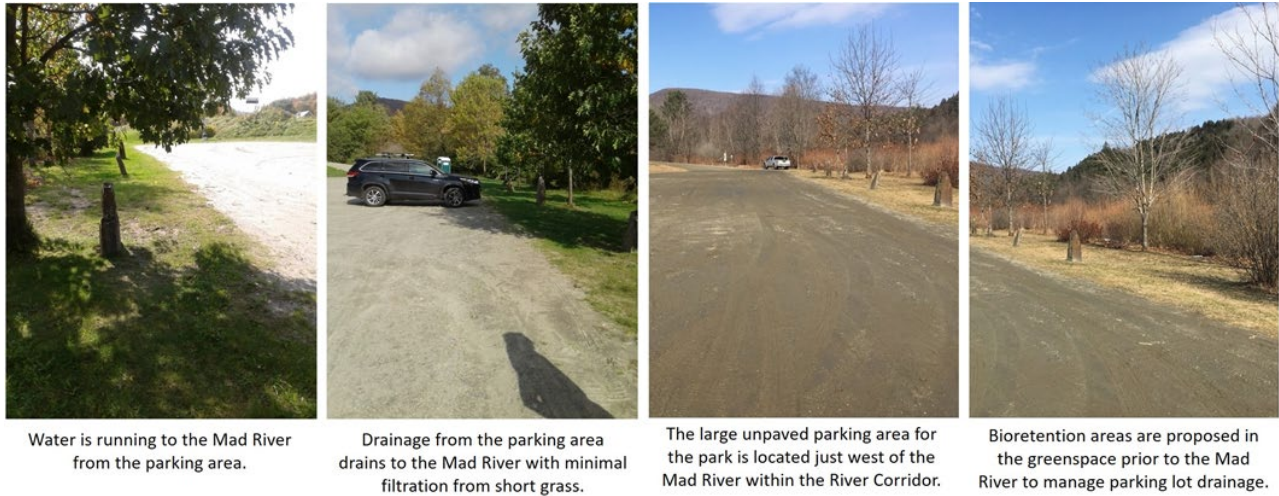 Water is running to the Mad River
from the parking area.
Drainage from the parking area
drains to the Mad River with minimal
filtration from short grass.
The large unpaved parking area for
the park is located just west of the
Mad River within the River Corridor.
Bioretention areas are proposed in
the greenspace prior to the Mad
River to manage parking lot drainage.